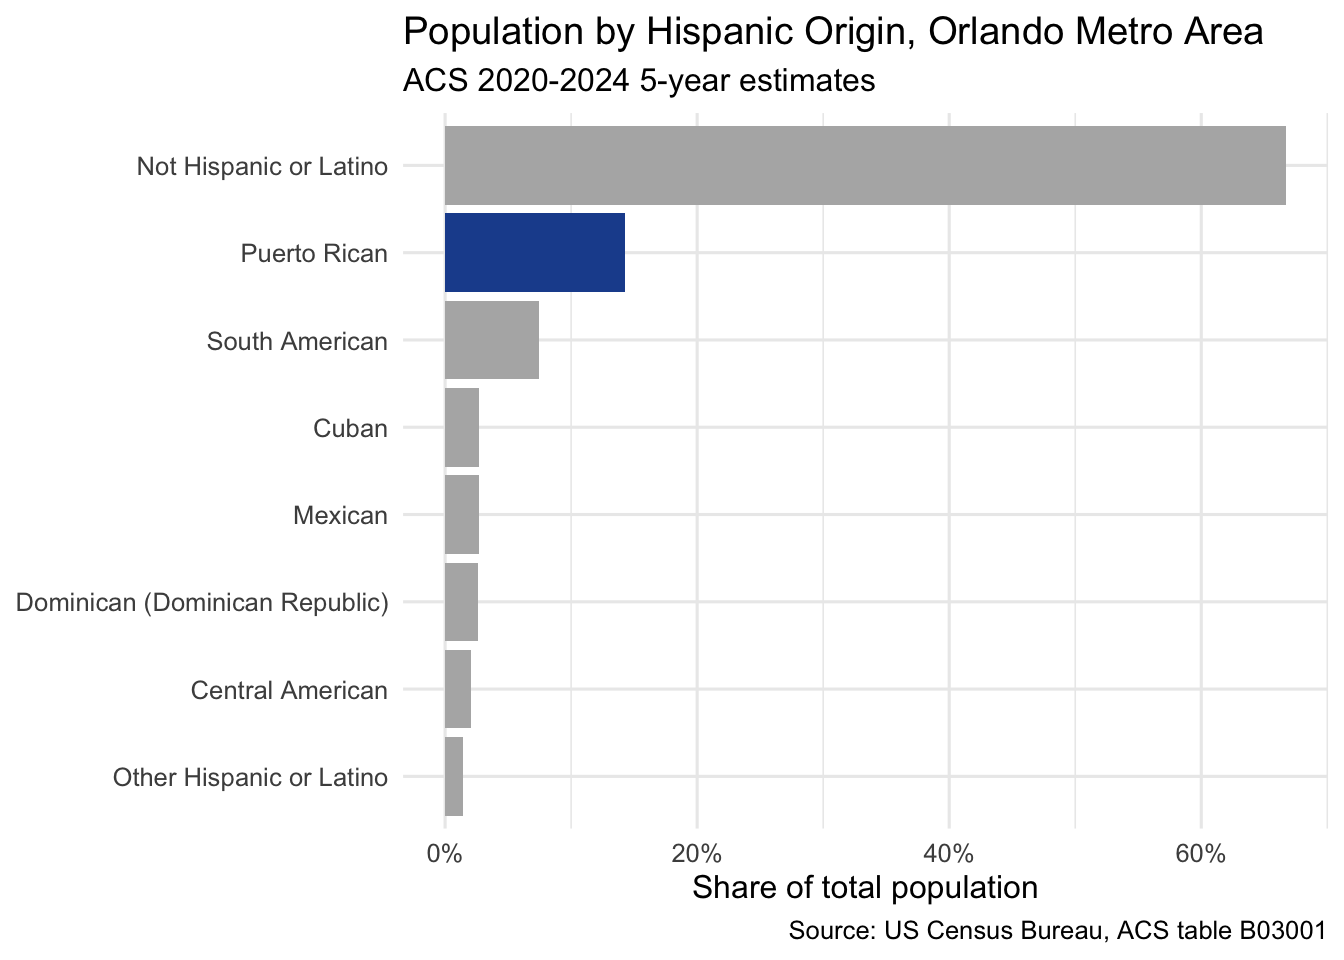 Population by Hispanic Origin, Orlando Metro Area
ACS 2020-2024 5-year estimates
Not Hispanic or Latino
Puerto Rican
South American
Cuban
Mexican
Dominican (Dominican Republic)
Central American
Other Hispanic or Latino
0% 20% 40% 60%
Share of total population
Source: US Census Bureau, ACS table B03001